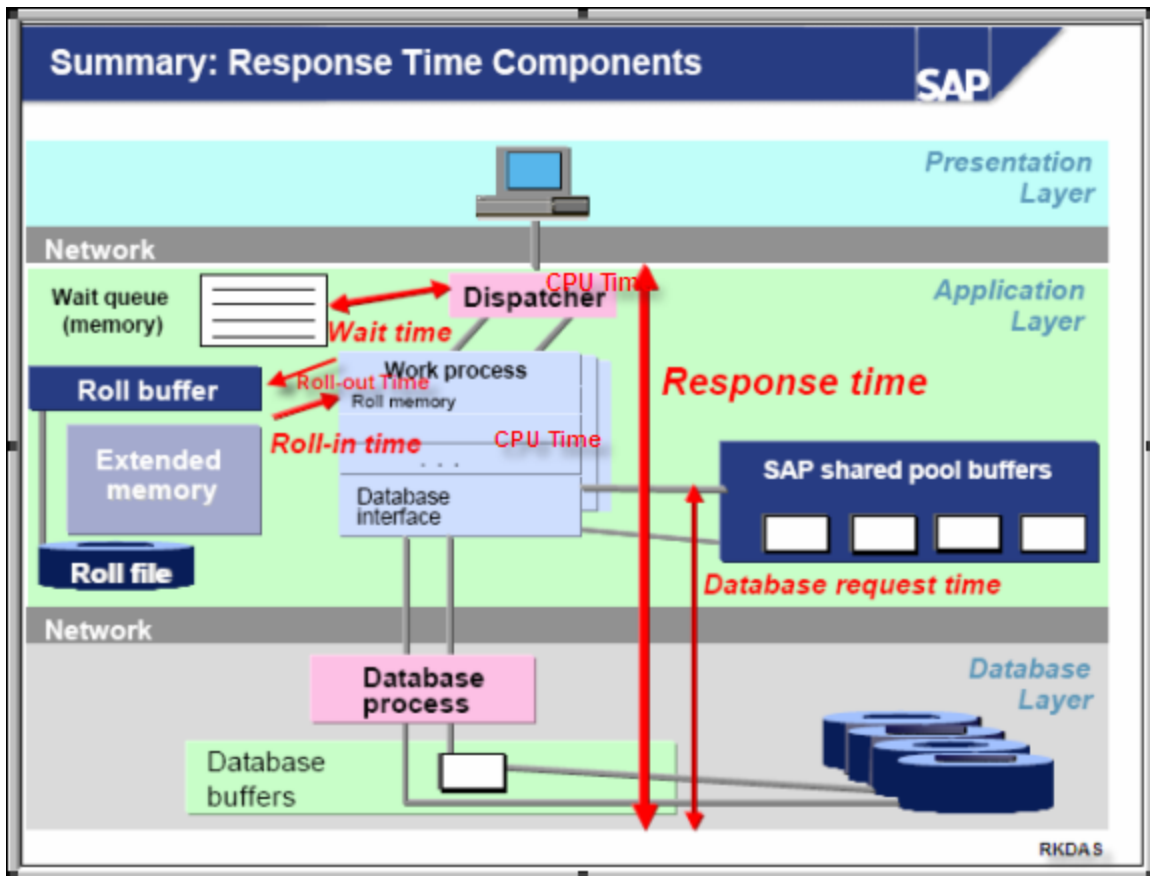 Summary: Response Time Components
SAP
Presentation
Layer
Network
Wait queue
(memory)
CPU Time
Dispatcher
Application
Layer
Wait time
Roll buffer
Roll-out Time
Work process
Roll memory
Response time
Roll-in time
CPU Time
. . .
Extended
memory
Database
interface
SAP shared pool buffers
Roll file
Database request time
Network
Database
process
Database
Layer
Database
buffers
RKDAS